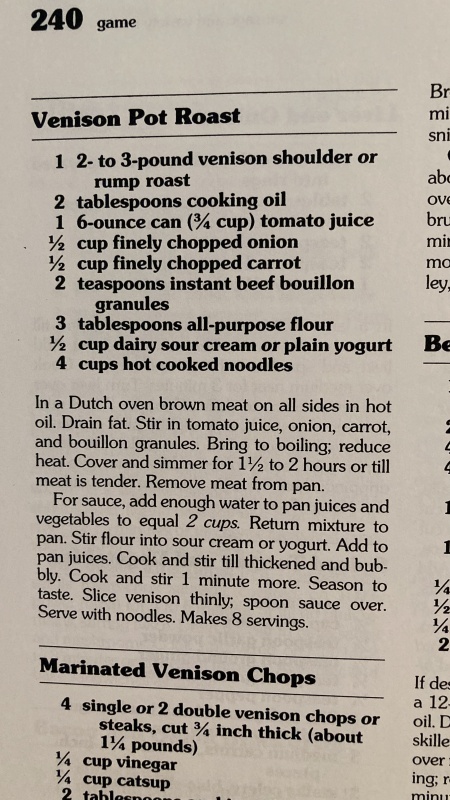 240 game
Venison Pot Roast
1 2- to 3-pound venison shoulder or
rump roast
2 tablespoons cooking oil
1 6-ounce can (¾ cup) tomato juice
½ cup finely chopped onion
½ cup finely chopped carrot
2 teaspoons instant beef bouillon
granules
3 tablespoons all-purpose flour
½ cup dairy sour cream or plain yogurt
4 cups hot cooked noodles
In a Dutch oven brown meat on all sides in hot
oil. Drain fat. Stir in tomato juice, onion, carrot,
and bouillon granules. Bring to boiling; reduce
heat. Cover and simmer for 1½ to 2 hours or till
meat is tender. Remove meat from pan.
For sauce, add enough water to pan juices and
vegetables to equal 2 cups. Return mixture to
pan. Stir flour into sour cream or yogurt. Add to
pan juices. Cook and stir till thickened and bub-
bly. Cook and stir 1 minute more. Season to
taste. Slice venison thinly; spoon sauce over.
Serve with noodles. Makes 8 servings.
Marinated Venison Chops
4 single or 2 double venison chops or
steaks, cut ¾ inch thick (about
1¼ pounds)
¼ cup vinegar
¼ cup catsup
2
Br
mi
sni
abo
ove
bru
min
mo
ley,
Be
2
4
4
1
1
¼
½
¼
2
If des
a 12-
oil. D
skille
over
ing; r
minu